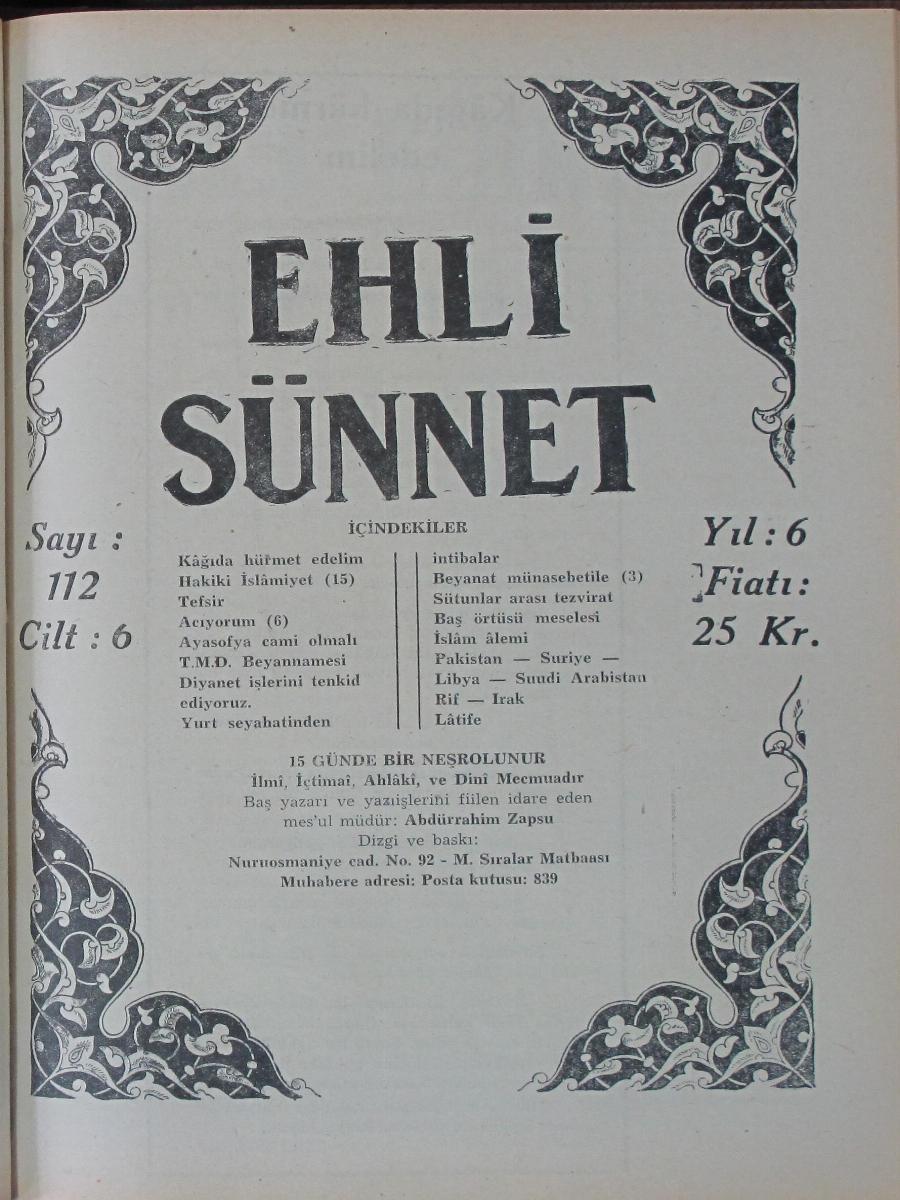 EHLİ
SÜNNET
Sayı :
112
Cilt : 6
Yıl : 6
Fiatı :
25 Kr.
İÇİNDEKİLER
Kâğıda hürmet edelim
Hakiki İslâmiyet (15)
Tefsir
Acıyorum (6)
Ayasofya cami olmalı
T.M.D. Beyannamesi
Diyanet işlerini tenkid
ediyoruz.
Yurt seyahatinden
intibalar
Beyanat münasebetile (3)
Sütunlar arası tezvirat
Baş örtüsü meselesi
İslâm âlemi
Pakistan — Suriye —
Libya — Suudi Arabistan
Rif — Irak
Lâtife
15 GÜNDE BİR NEŞROLUNUR
İlmî, İçtimaî, Ahlâkî, ve Dinî Mecmuadır
Baş yazarı ve yazıişlerini fiilen idare eden
mes'ul müdür: Abdürrahim Zapsu
Dizgi ve baskı:
Nuruosmaniye cad. No. 92 - M. Sıralar Matbaası
Muhabere adresi: Posta kutusu: 839